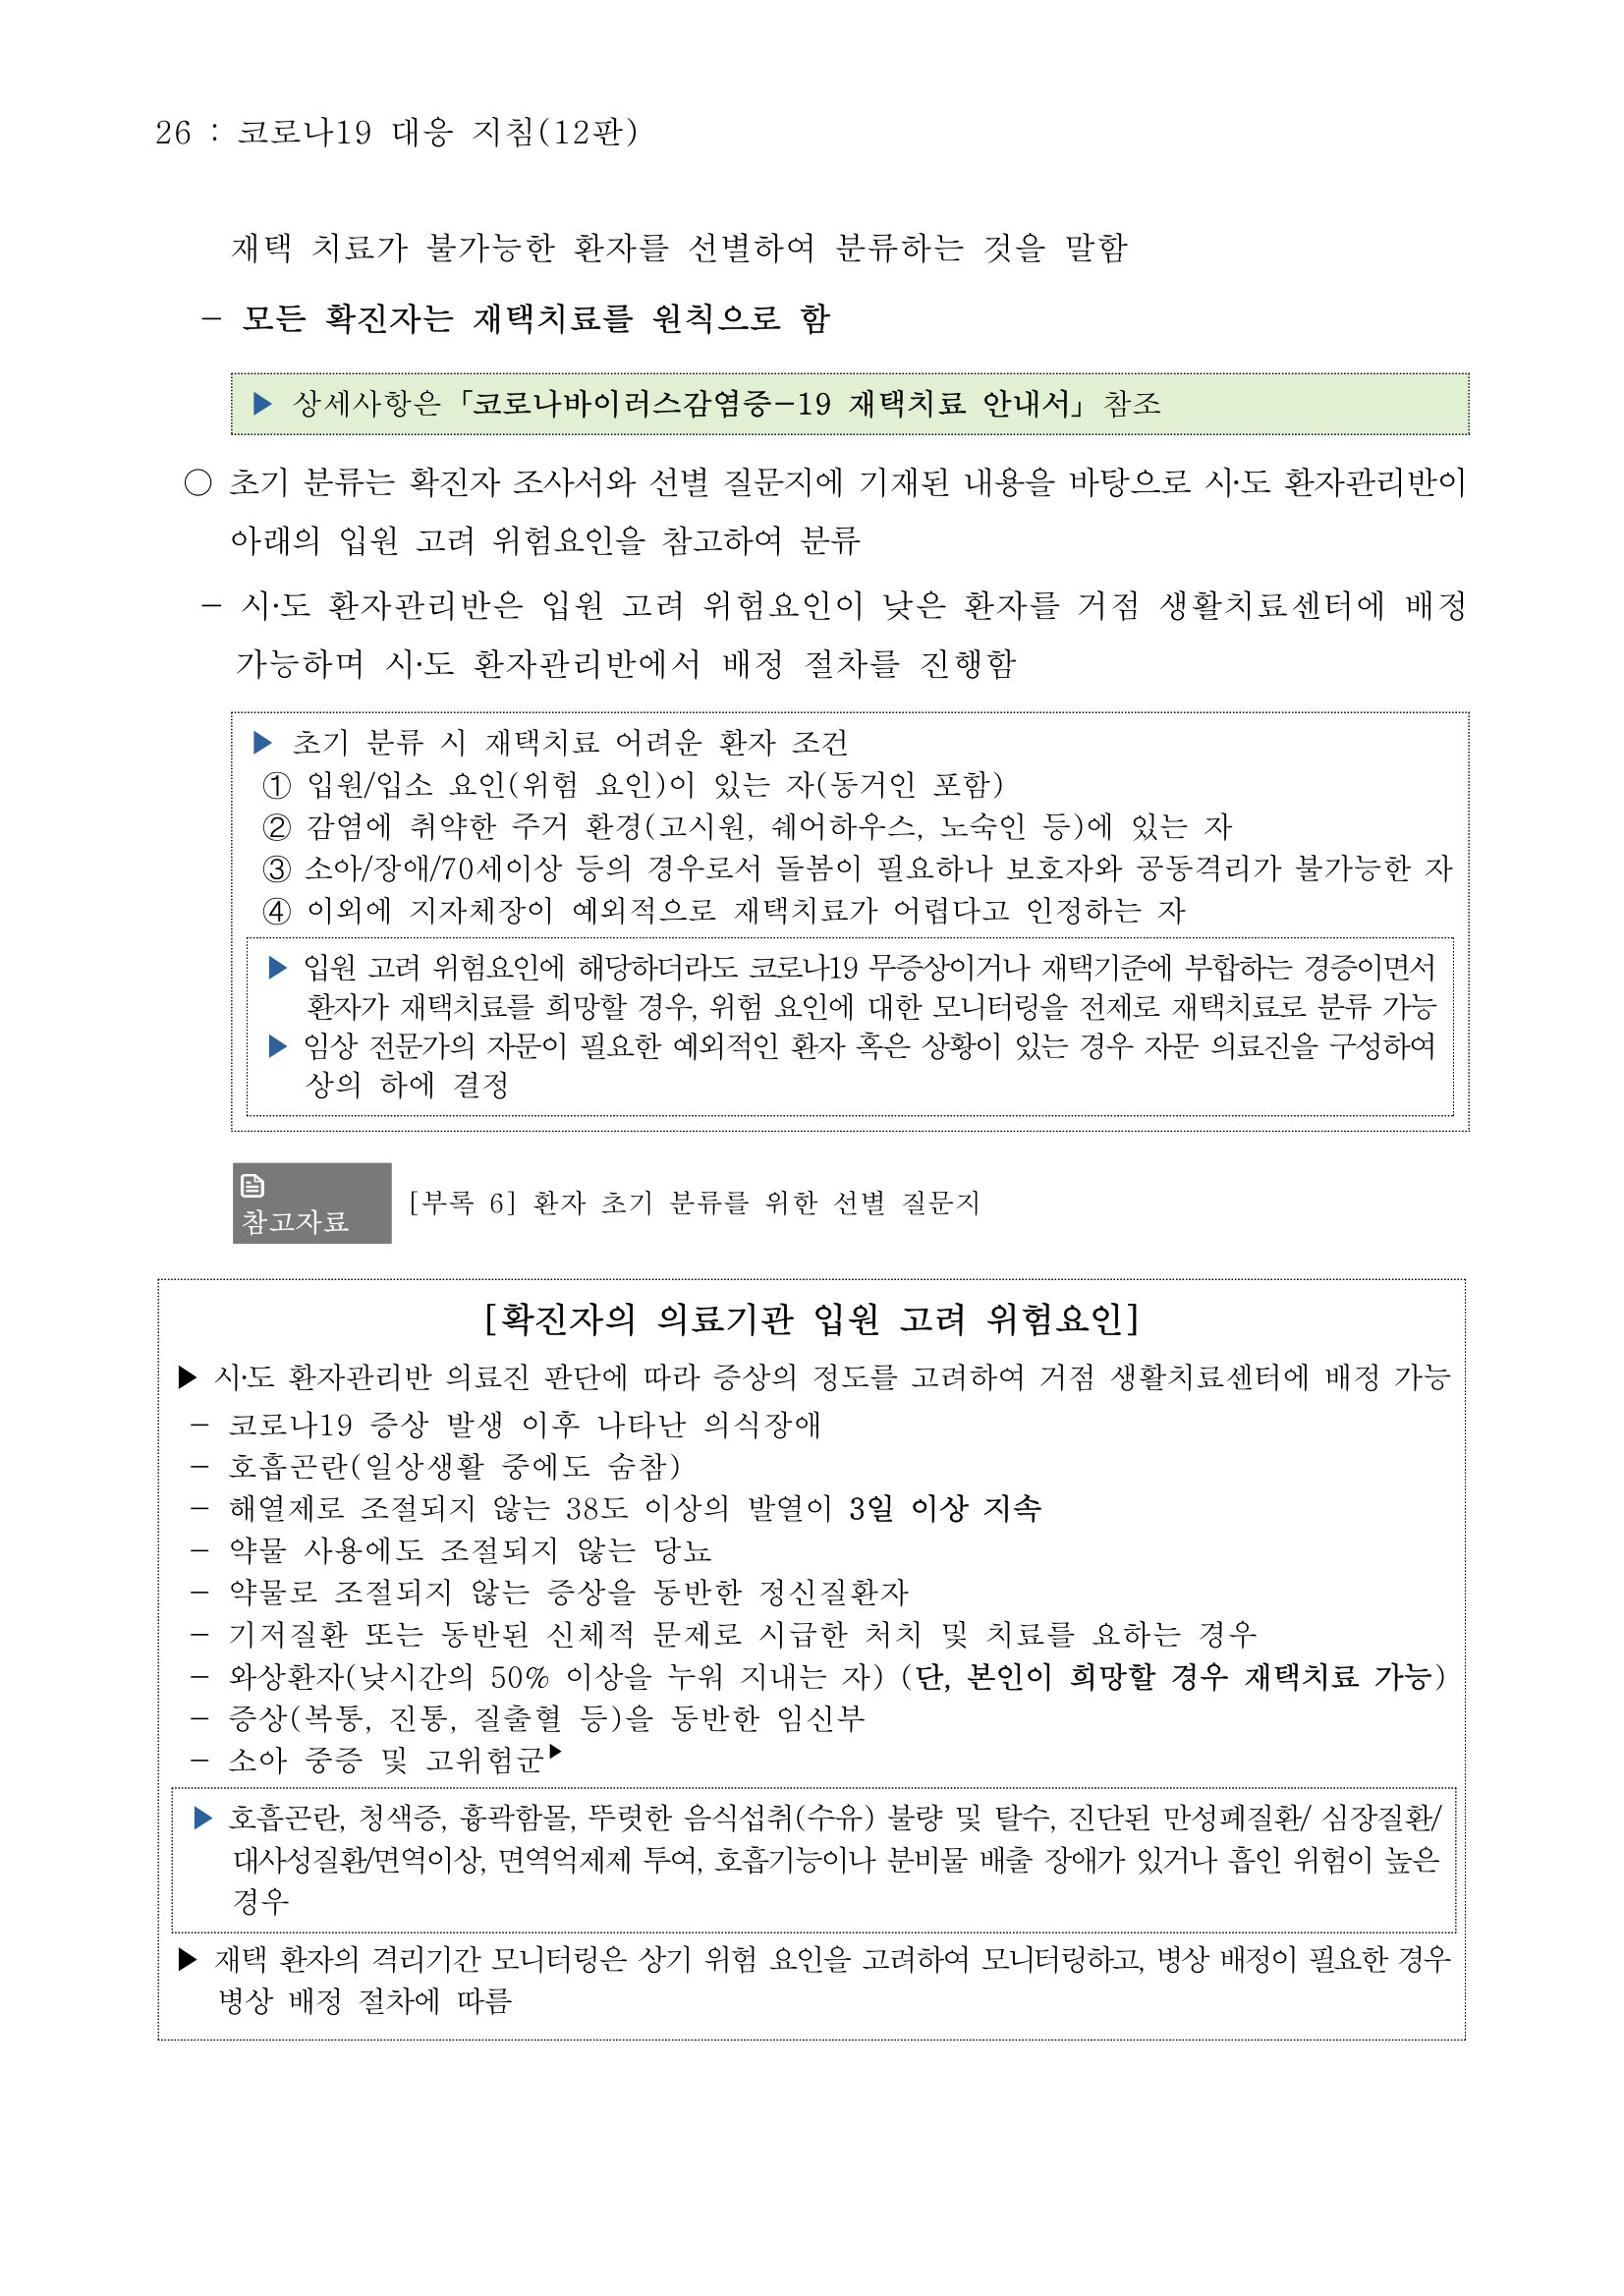 26 : 코로나19 대응 지침(12판)
재택 치료가 불가능한 환자를 선별하여 분류하는 것을 말함
- 모든 확진자는 재택치료를 원칙으로 함
▶ 상세사항은 「코로나바이러스감염증-19 재택치료 안내서」 참조
○ 초기 분류는 확진자 조사서와 선별 질문지에 기재된 내용을 바탕으로 시·도 환자관리반이
아래의 입원 고려 위험요인을 참고하여 분류
- 시·도 환자관리반은 입원 고려 위험요인이 낮은 환자를 거점 생활치료센터에 배정
가능하며 시·도 환자관리반에서 배정 절차를 진행함
▶ 초기 분류 시 재택치료 어려운 환자 조건
① 입원/입소 요인(위험 요인)이 있는 자(동거인 포함)
② 감염에 취약한 주거 환경(고시원, 쉐어하우스, 노숙인 등)에 있는 자
③ 소아/장애/70세이상 등의 경우로서 돌봄이 필요하나 보호자와 공동격리가 불가능한 자
④ 이외에 지자체장이 예외적으로 재택치료가 어렵다고 인정하는 자
▶ 입원 고려 위험요인에 해당하더라도 코로나19 무증상이거나 재택기준에 부합하는 경증이면서
환자가 재택치료를 희망할 경우, 위험 요인에 대한 모니터링을 전제로 재택치료로 분류 가능
▶ 임상 전문가의 자문이 필요한 예외적인 환자 혹은 상황이 있는 경우 자문 의료진을 구성하여
상의 하에 결정
참고자료 [부록 6] 환자 초기 분류를 위한 선별 질문지
[확진자의 의료기관 입원 고려 위험요인]
▶ 시·도 환자관리반 의료진 판단에 따라 증상의 정도를 고려하여 거점 생활치료센터에 배정 가능
- 코로나19 증상 발생 이후 나타난 의식장애
- 호흡곤란(일상생활 중에도 숨참)
- 해열제로 조절되지 않는 38도 이상의 발열이 3일 이상 지속
- 약물 사용에도 조절되지 않는 당뇨
- 약물로 조절되지 않는 증상을 동반한 정신질환자
- 기저질환 또는 동반된 신체적 문제로 시급한 처치 및 치료를 요하는 경우
- 와상환자(낮시간의 50% 이상을 누워 지내는 자) (단, 본인이 희망할 경우 재택치료 가능)
- 증상(복통, 진통, 질출혈 등)을 동반한 임신부
- 소아 중증 및 고위험군▶
▶ 호흡곤란, 청색증, 흉곽함몰, 뚜렷한 음식섭취(수유) 불량 및 탈수, 진단된 만성폐질환/ 심장질환/
대사성질환/면역이상, 면역억제제 투여, 호흡기능이나 분비물 배출 장애가 있거나 흡인 위험이 높은
경우
▶ 재택 환자의 격리기간 모니터링은 상기 위험 요인을 고려하여 모니터링하고, 병상 배정이 필요한 경우
병상 배정 절차에 따름